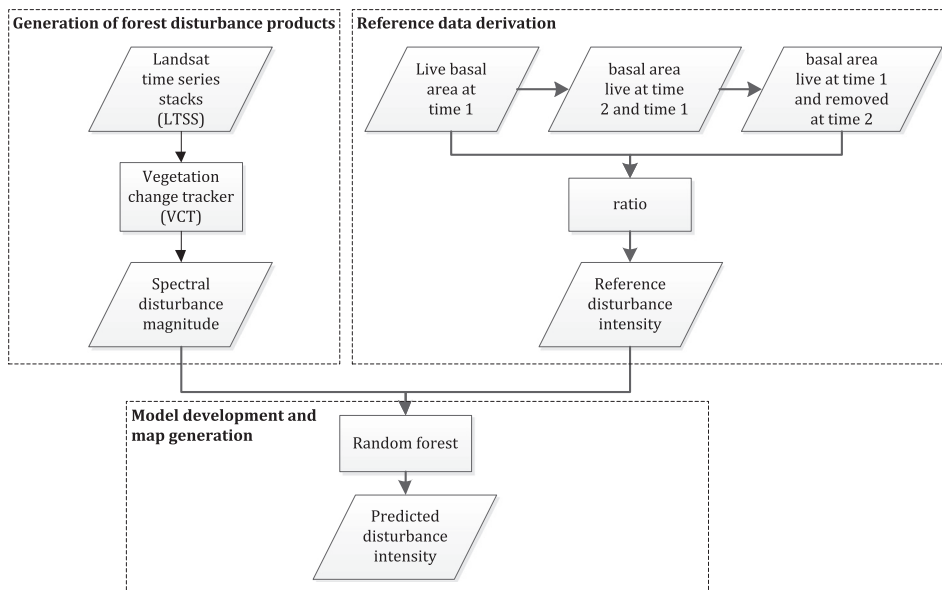 Generation of forest disturbance products
Landsat
time series
stacks
(LTSS)
Vegetation
change tracker
(VCT)
Spectral
disturbance
magnitude
Reference data derivation
Live basal
area at
time 1
basal area
live at time
2 and time 1
basal area
live at time 1
and removed
at time 2
ratio
Reference
disturbance
intensity
Model development and
map generation
Random forest
Predicted
disturbance
intensity